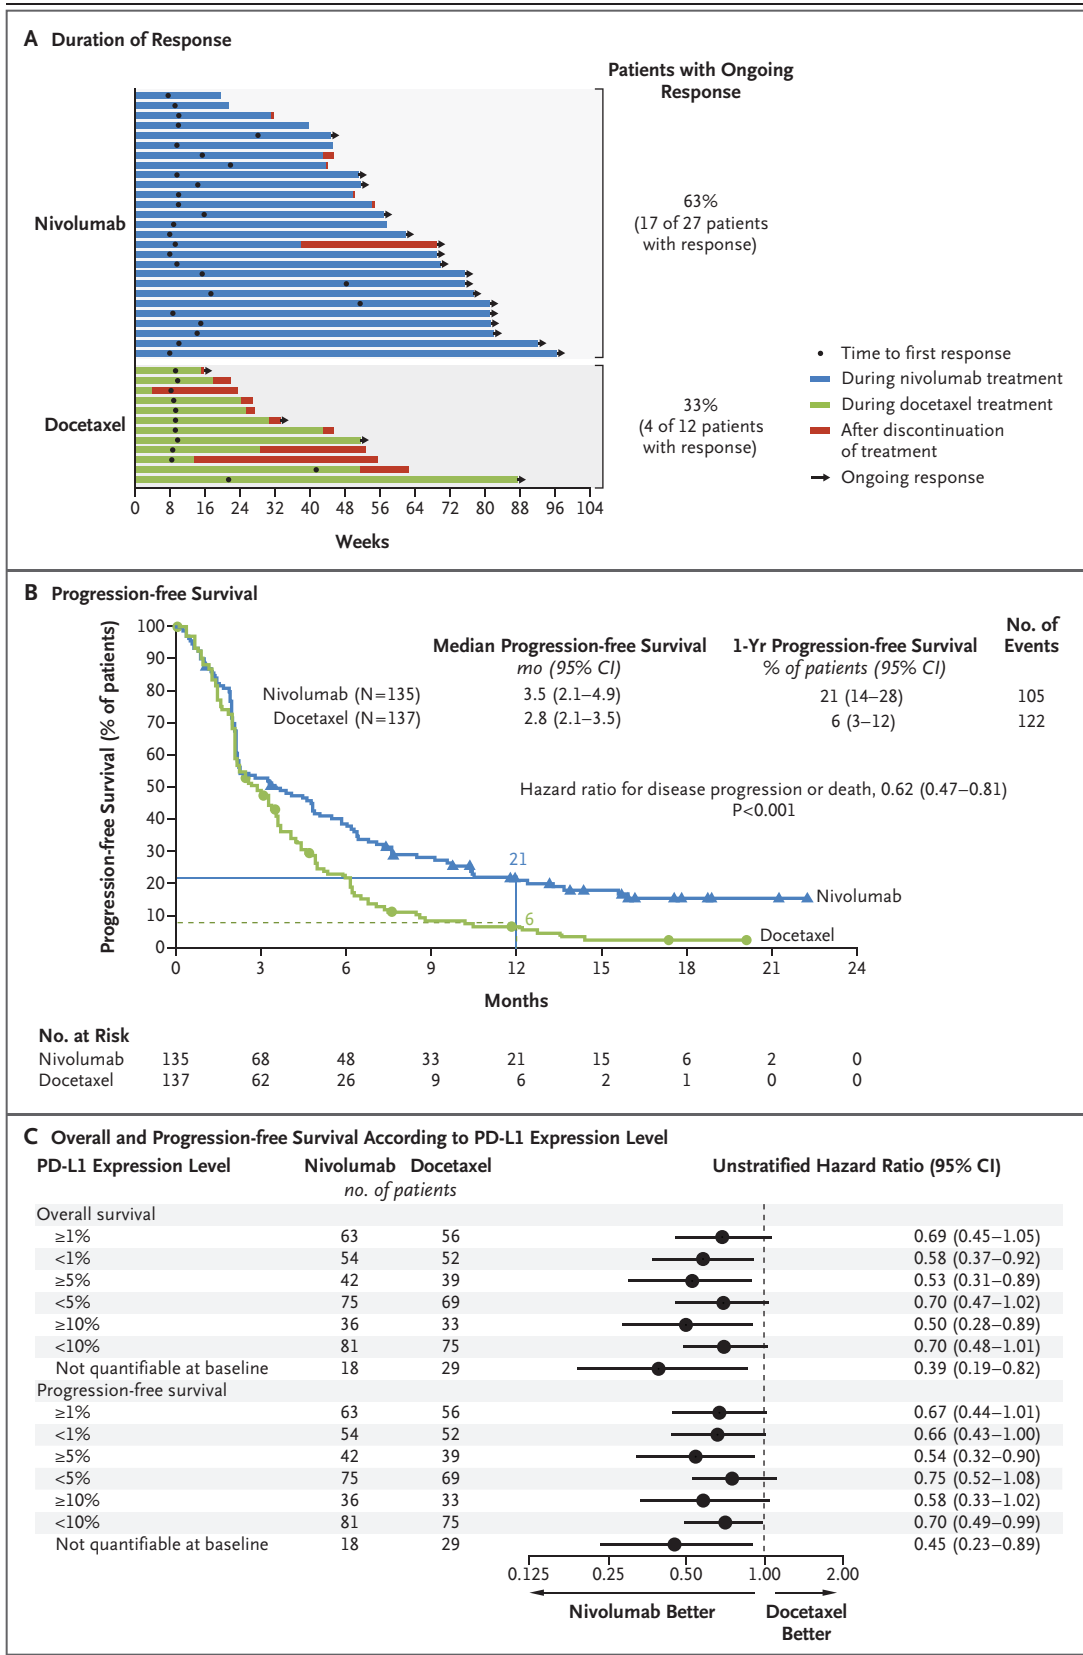 A Duration of Response
Patients with Ongoing
Response
Nivolumab
63%
(17 of 27 patients
with response)
Docetaxel
33%
(4 of 12 patients
with response)
Time to first response
During nivolumab treatment
During docetaxel treatment
After discontinuation
of treatment
Ongoing response
0 8 16 24 32 40 48 56 64 72 80 88 96 104
Weeks
B Progression-free Survival
Progression-free Survival (% of patients)
100
90
80
70
60
50
40
30
20
10
0
Median Progression-free Survival
mo (95% CI)
1-Yr Progression-free Survival
% of patients (95% CI)
No. of
Events
Nivolumab (N=135) 3.5 (2.1–4.9) 21 (14–28) 105
Docetaxel (N=137) 2.8 (2.1–3.5) 6 (3–12) 122
Hazard ratio for disease progression or death, 0.62 (0.47–0.81)
P<0.001
21
Nivolumab
6
Docetaxel
0 3 6 9 12 15 18 21 24
Months
No. at Risk
Nivolumab 135 68 48 33 21 15 6 2 0
Docetaxel 137 62 26 9 6 2 1 0 0
C Overall and Progression-free Survival According to PD-L1 Expression Level
PD-L1 Expression Level Nivolumab Docetaxel Unstratified Hazard Ratio (95% CI)
no. of patients
Overall survival
≥1% 63 56 0.69 (0.45–1.05)
<1% 54 52 0.58 (0.37–0.92)
≥5% 42 39 0.53 (0.31–0.89)
<5% 75 69 0.70 (0.47–1.02)
≥10% 36 33 0.50 (0.28–0.89)
<10% 81 75 0.70 (0.48–1.01)
Not quantifiable at baseline 18 29 0.39 (0.19–0.82)
Progression-free survival
≥1% 63 56 0.67 (0.44–1.01)
<1% 54 52 0.66 (0.43–1.00)
≥5% 42 39 0.54 (0.32–0.90)
<5% 75 69 0.75 (0.52–1.08)
≥10% 36 33 0.58 (0.33–1.02)
<10% 81 75 0.70 (0.49–0.99)
Not quantifiable at baseline 18 29 0.45 (0.23–0.89)
0.125 0.25 0.50 1.00 2.00
Nivolumab Better Docetaxel
Better